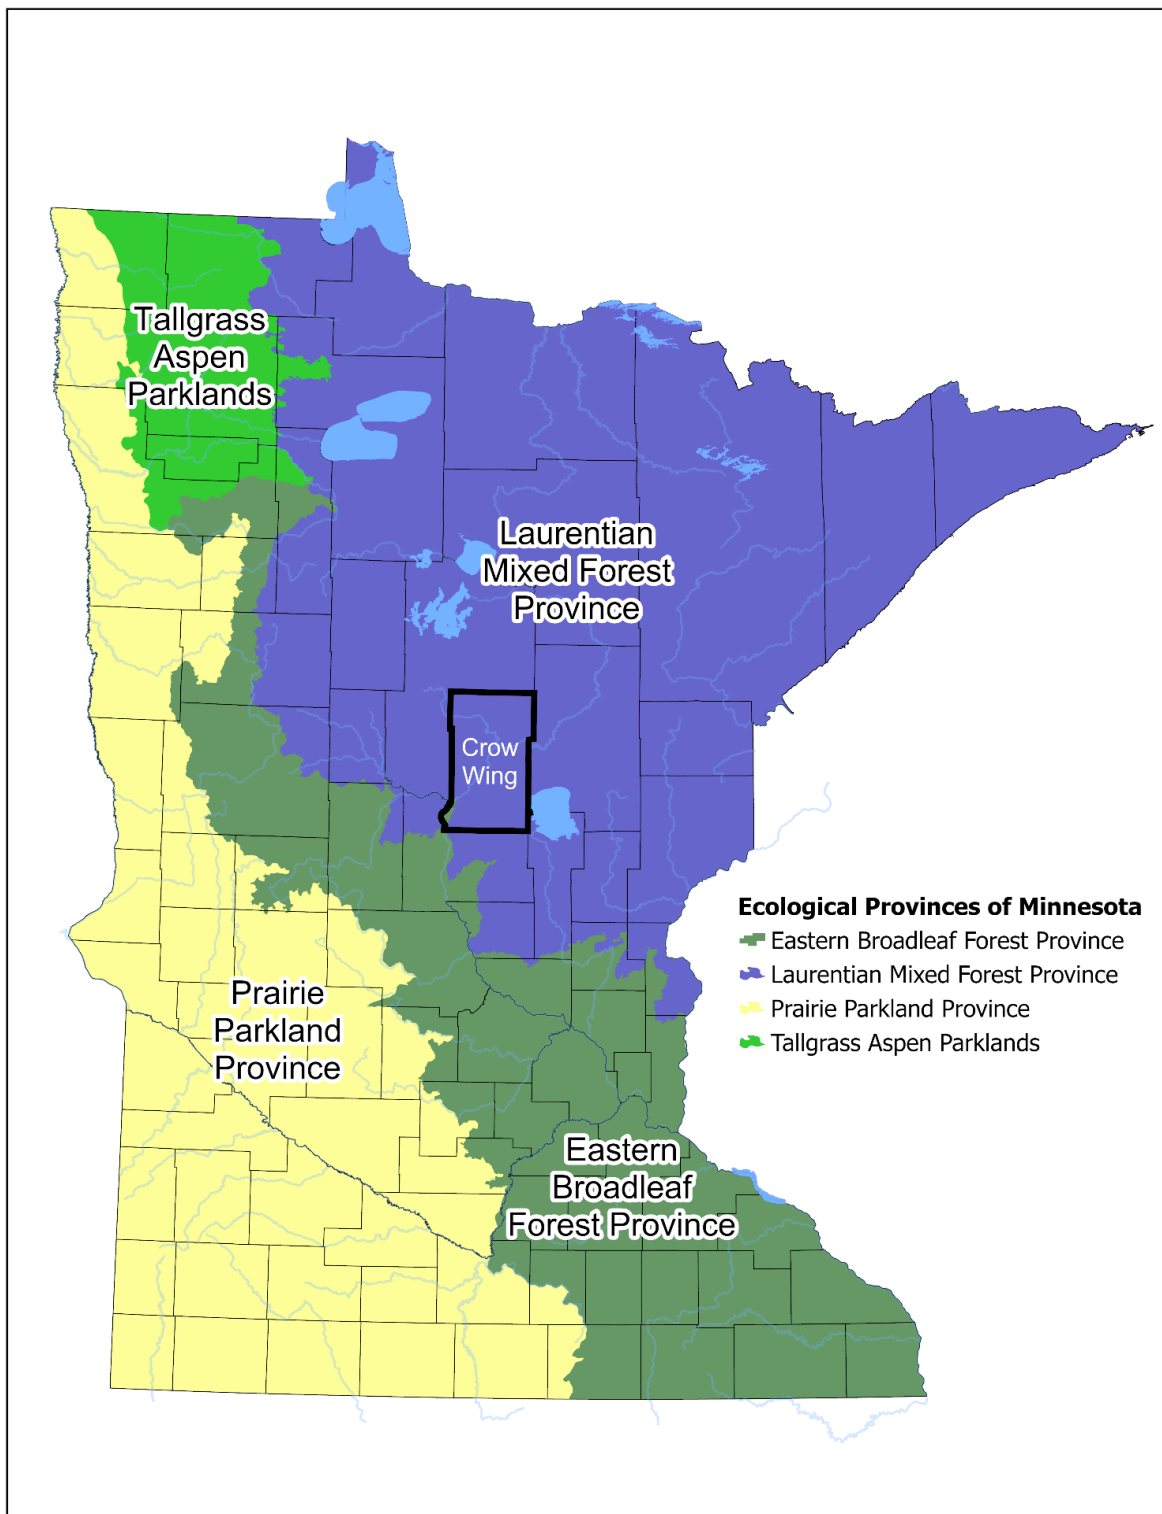 Tallgrass
Aspen
Parklands
Laurentian
Mixed Forest
Province
Crow
Wing
Ecological Provinces of Minnesota
Eastern Broadleaf Forest Province
Laurentian Mixed Forest Province
Prairie Parkland Province
Tallgrass Aspen Parklands
Prairie
Parkland
Province
Eastern
Broadleaf
Forest Province